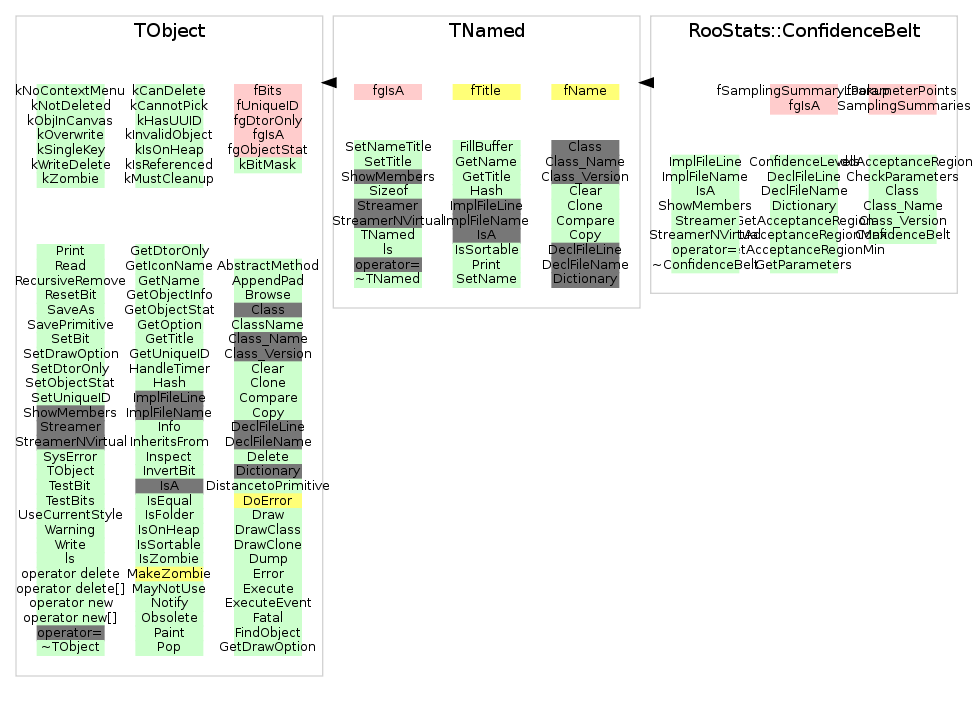 TObject
kNoContextMenu
kNotDeleted
kObjInCanvas
kOverwrite
kSingleKey
kWriteDelete
kZombie
kCanDelete
kCannotPick
kHasUUID
kInvalidObject
kIsOnHeap
kIsReferenced
kMustCleanup
fBits
fUniqueID
fgDtorOnly
fgIsA
fgObjectStat
kBitMask
Print
Read
RecursiveRemove
ResetBit
SaveAs
SavePrimitive
SetBit
SetDrawOption
SetDtorOnly
SetObjectStat
SetUniqueID
ShowMembers
Streamer
StreamerNVirtual
SysError
TObject
TestBit
TestBits
UseCurrentStyle
Warning
Write
ls
operator delete
operator delete[]
operator new
operator new[]
operator=
~TObject
GetDtorOnly
GetIconName
GetName
GetObjectInfo
GetObjectStat
GetOption
GetTitle
GetUniqueID
HandleTimer
Hash
ImplFileLine
ImplFileName
Info
InheritsFrom
Inspect
InvertBit
IsA
IsEqual
IsFolder
IsOnHeap
IsSortable
IsZombie
MakeZombie
MayNotUse
Notify
Obsolete
Paint
Pop
AbstractMethod
AppendPad
Browse
Class
ClassName
Class_Name
Class_Version
Clear
Clone
Compare
Copy
DeclFileLine
DeclFileName
Delete
Dictionary
DistancetoPrimitive
DoError
Draw
DrawClass
DrawClone
Dump
Error
Execute
ExecuteEvent
Fatal
FindObject
GetDrawOption
TNamed
fgIsA
fTitle
fName
SetNameTitle
SetTitle
ShowMembers
Sizeof
Streamer
StreamerNVirtual
TNamed
ls
operator=
~TNamed
FillBuffer
GetName
GetTitle
Hash
ImplFileLine
ImplFileName
IsA
IsSortable
Print
SetName
Class
Class_Name
Class_Version
Clear
Clone
Compare
Copy
DeclFileLine
DeclFileName
Dictionary
RooStats::ConfidenceBelt
fgIsA
SamplingSummaries
ImplFileLine
ImplFileName
IsA
ShowMembers
Streamer
StreamerNVirtual
operator=
~ConfidenceBelt
ConfidenceLevels
DeclFileLine
DeclFileName
Dictionary
GetParameters
CheckParameters
Class
Class_Name
Class_Version
ConfidenceBelt